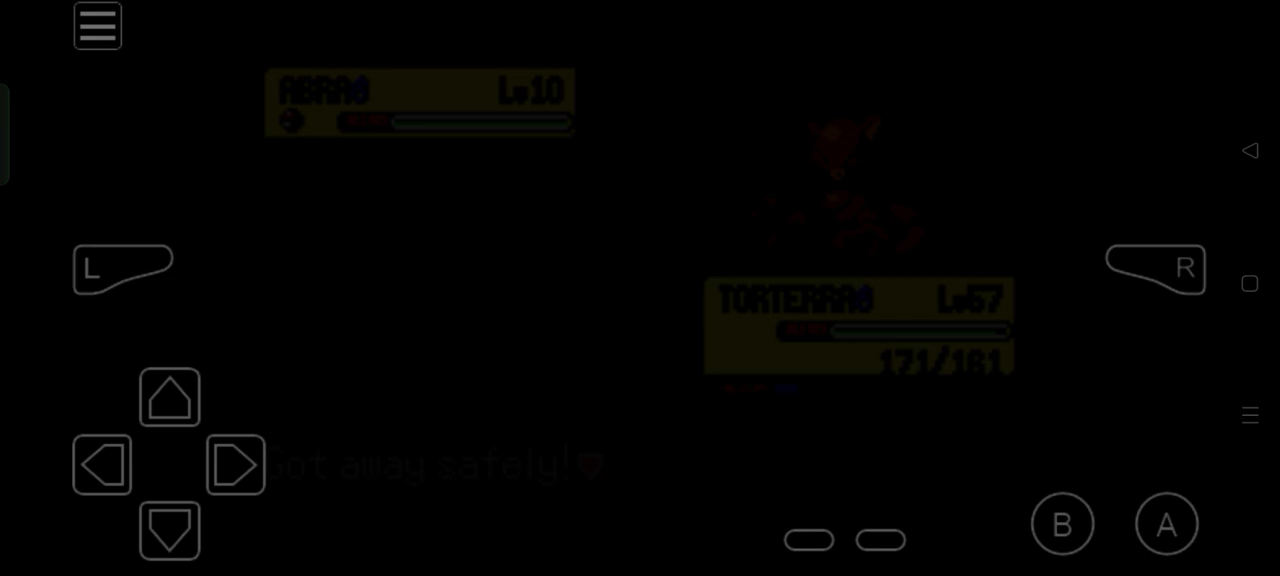 ABRA♂ Lv10
L
R
TORTERRA♂ Lv57
171/181
Got away safely!
B
A